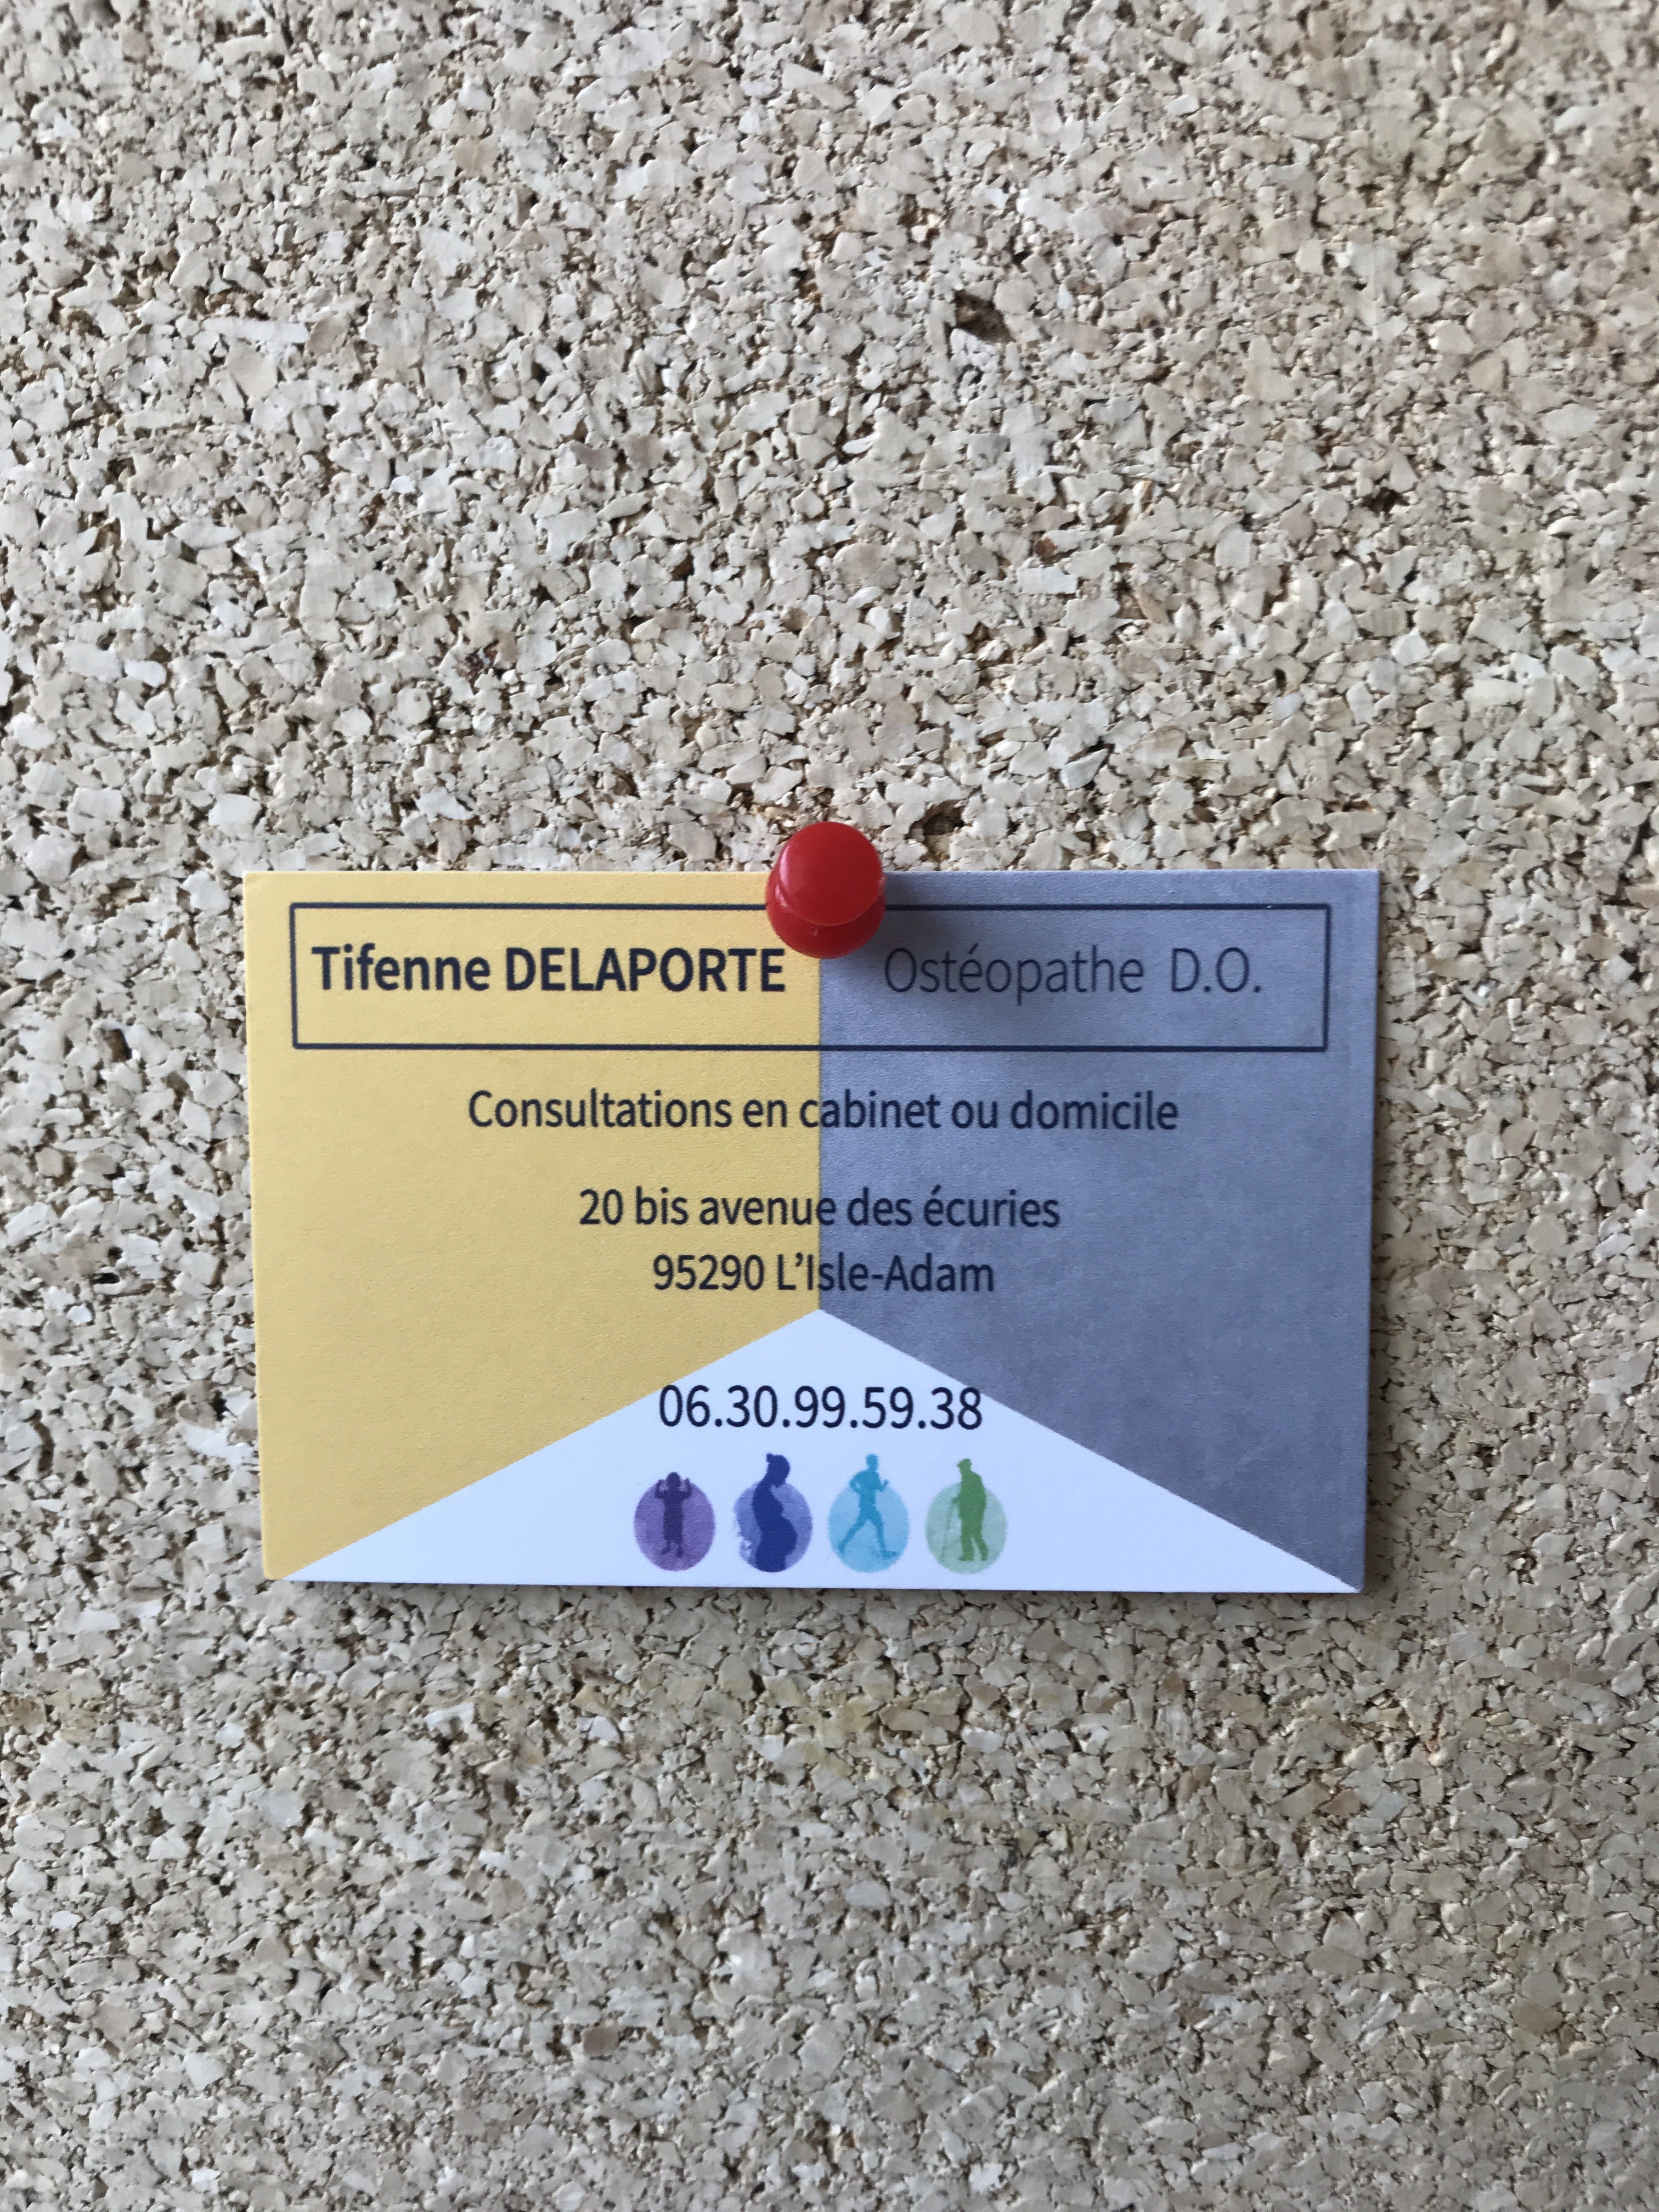 Tifenne DELAPORTE Ostéopathe D.O.
Consultations en cabinet ou domicile
20 bis avenue des écuries
95290 L'Isle-Adam
06.30.99.59.38